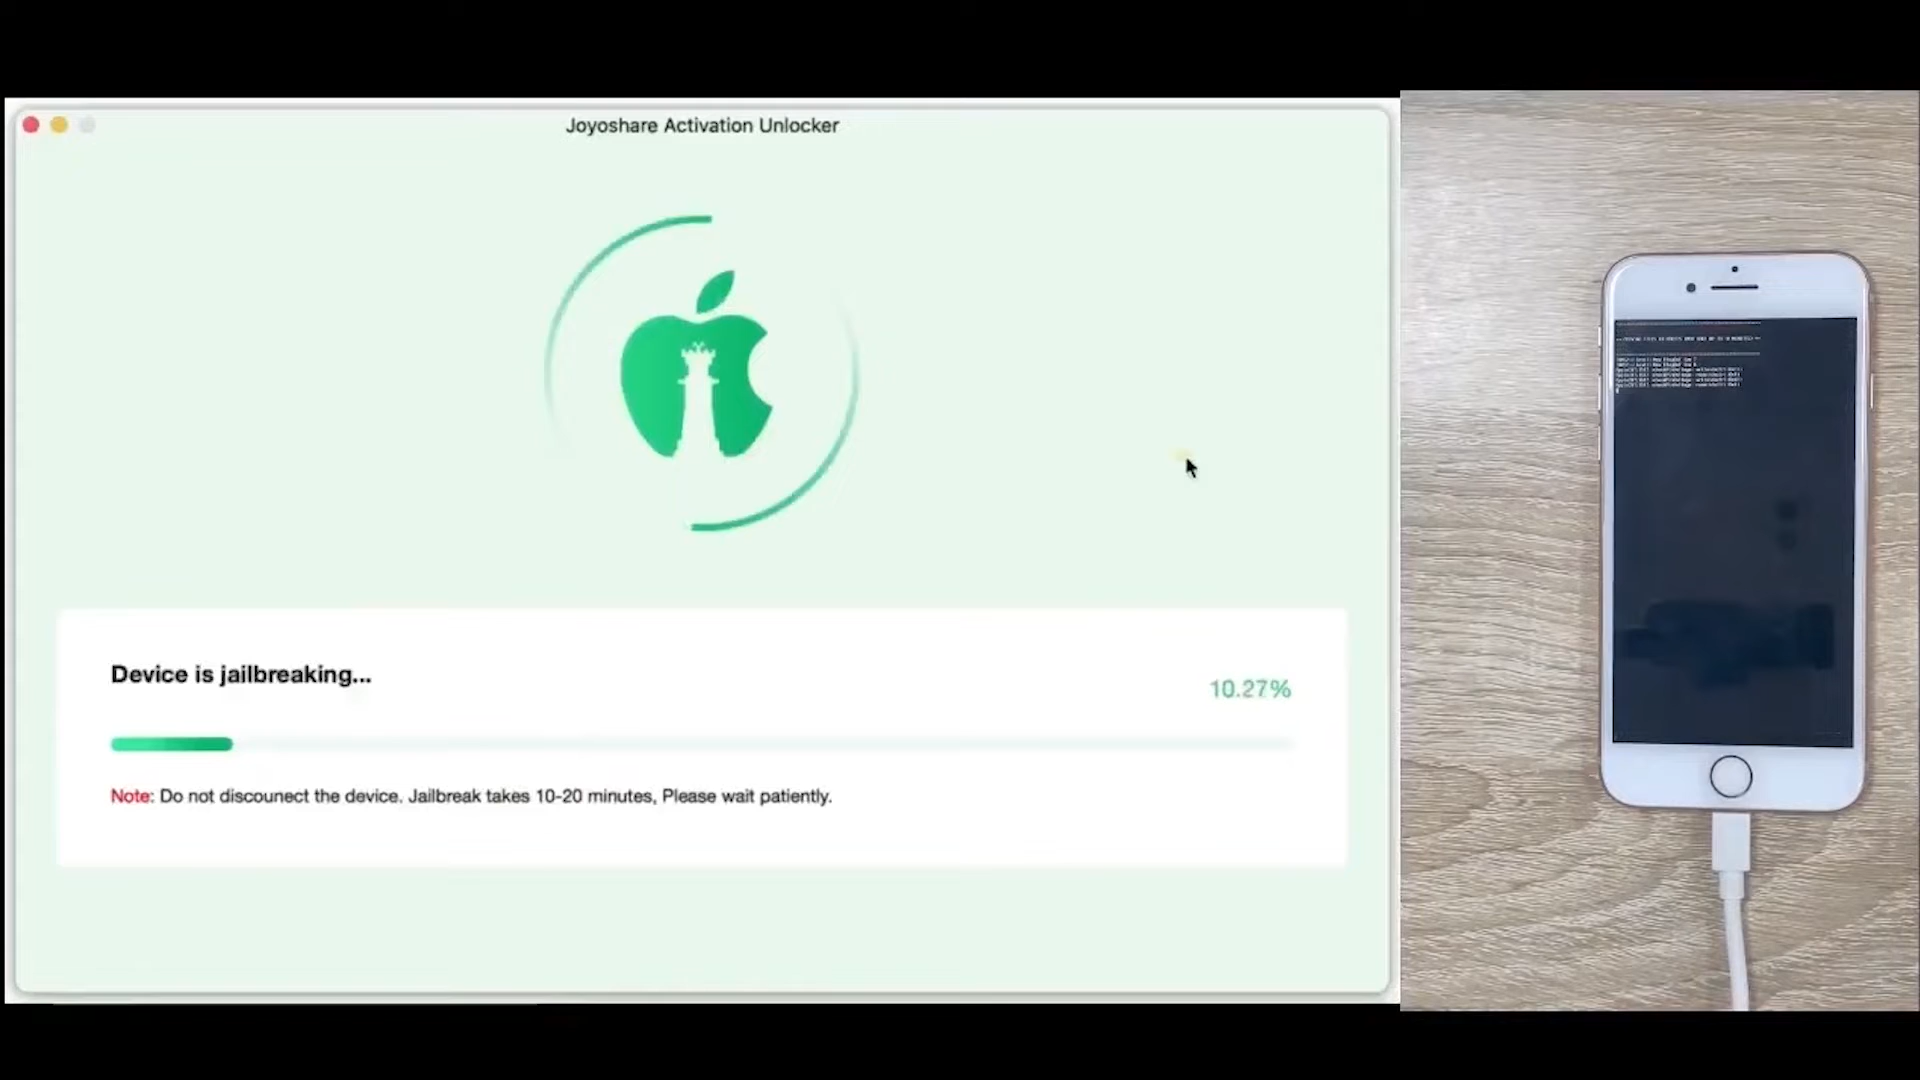 Joyoshare Activation Unlocker
Device is jailbreaking...
10.27%
Note: Do not discounect the device. Jailbreak takes 10-20 minutes, Please wait patiently.